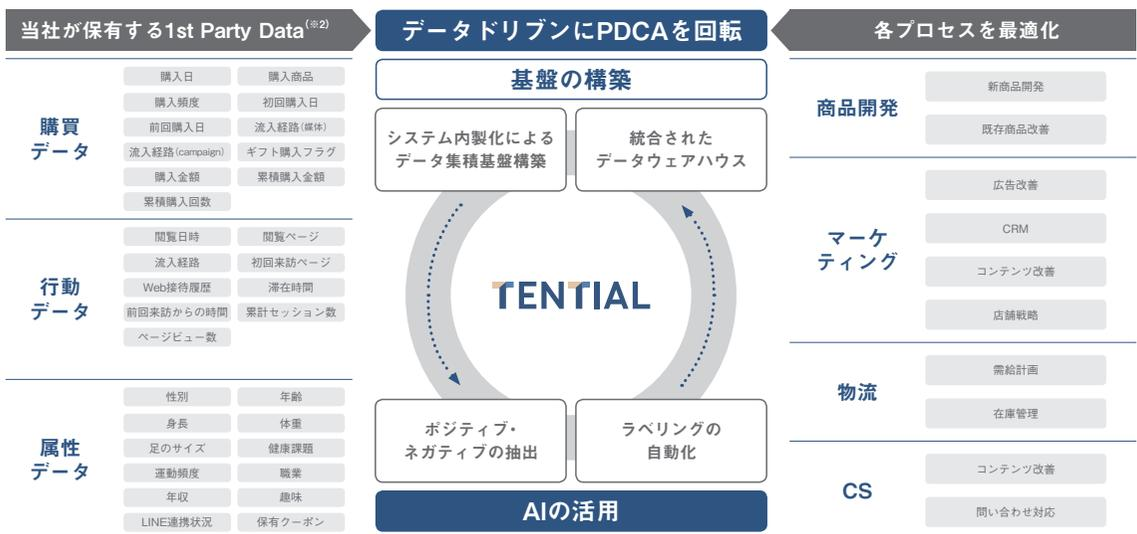 当社が保有する1st Party Data(※2)
購買
データ
購入日
購入商品
購入頻度
初回購入日
前回購入日
流入経路(媒体)
流入経路(campaign)
ギフト購入フラグ
購入金額
累積購入金額
累積購入回数
行動
データ
閲覧日時
閲覧ページ
流入経路
初回来訪ページ
Web接待履歴
滞在時間
前回来訪からの時間
累計セッション数
ページビュー数
属性
データ
性別
年齢
身長
体重
足のサイズ
健康課題
運動頻度
職業
年収
趣味
LINE連携状況
保有クーポン
データドリブンにPDCAを回転
基盤の構築
システム内製化による
データ集積基盤構築
統合された
データウェアハウス
TENTIAL
ポジティブ・
ネガティブの抽出
ラベリングの
自動化
AIの活用
各プロセスを最適化
商品開発
新商品開発
既存商品改善
マーケ
ティング
広告改善
CRM
コンテンツ改善
店舗戦略
物流
需給計画
在庫管理
CS
コンテンツ改善
問い合わせ対応